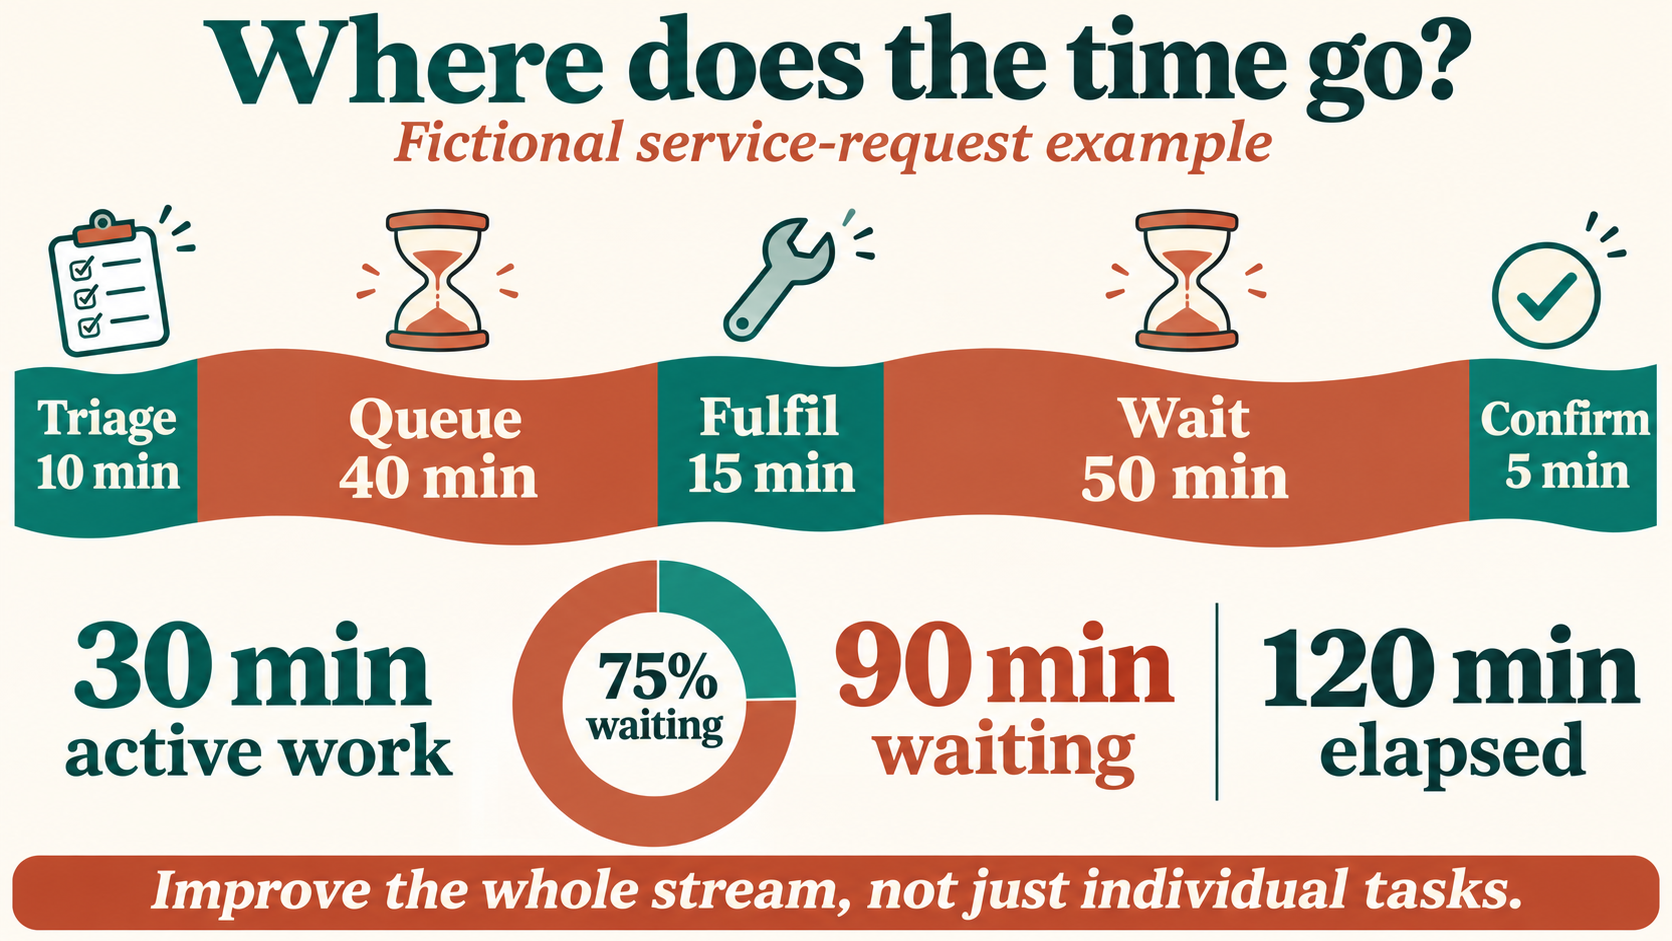 Where does the time go?
Fictional service-request example
Triage
10 min
Queue
40 min
Fulfil
15 min
Wait
50 min
Confirm
5 min
30 min
active work
75%
waiting
90 min
waiting
120 min
elapsed
Improve the whole stream, not just individual tasks.